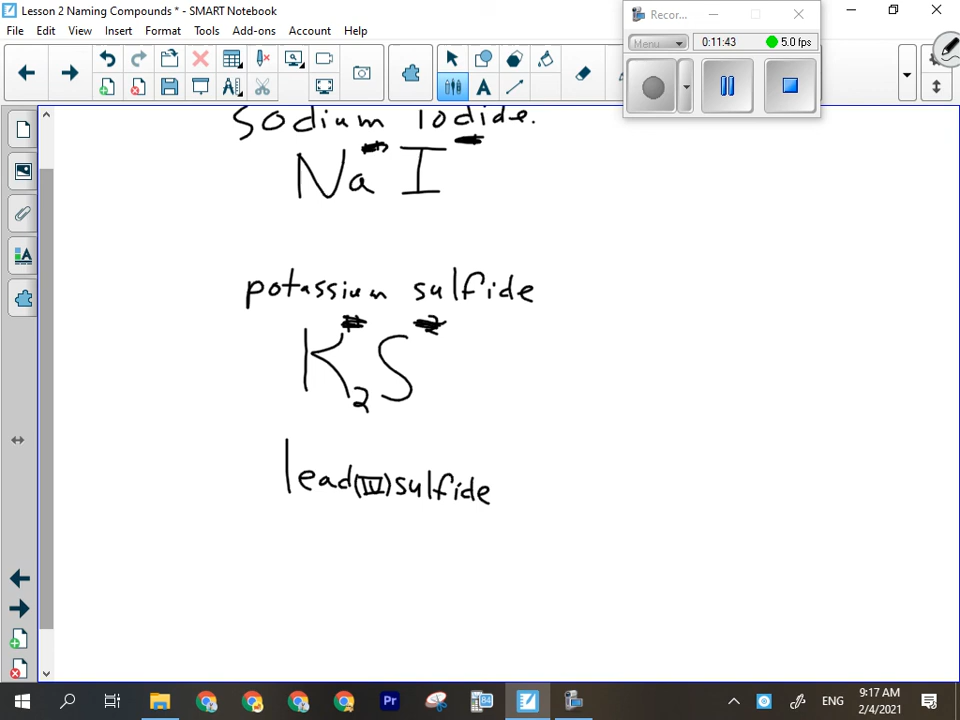 Lesson 2 Naming Compounds * - SMART Notebook
Recor...
File Edit View Insert Format Tools Add-ons Account Help
Menu 0:11:43 5.0 fps
sodium iodide.
Na I
potassium sulfide
K2S
lead(IV)sulfide
ENG
9:17 AM
2/4/2021